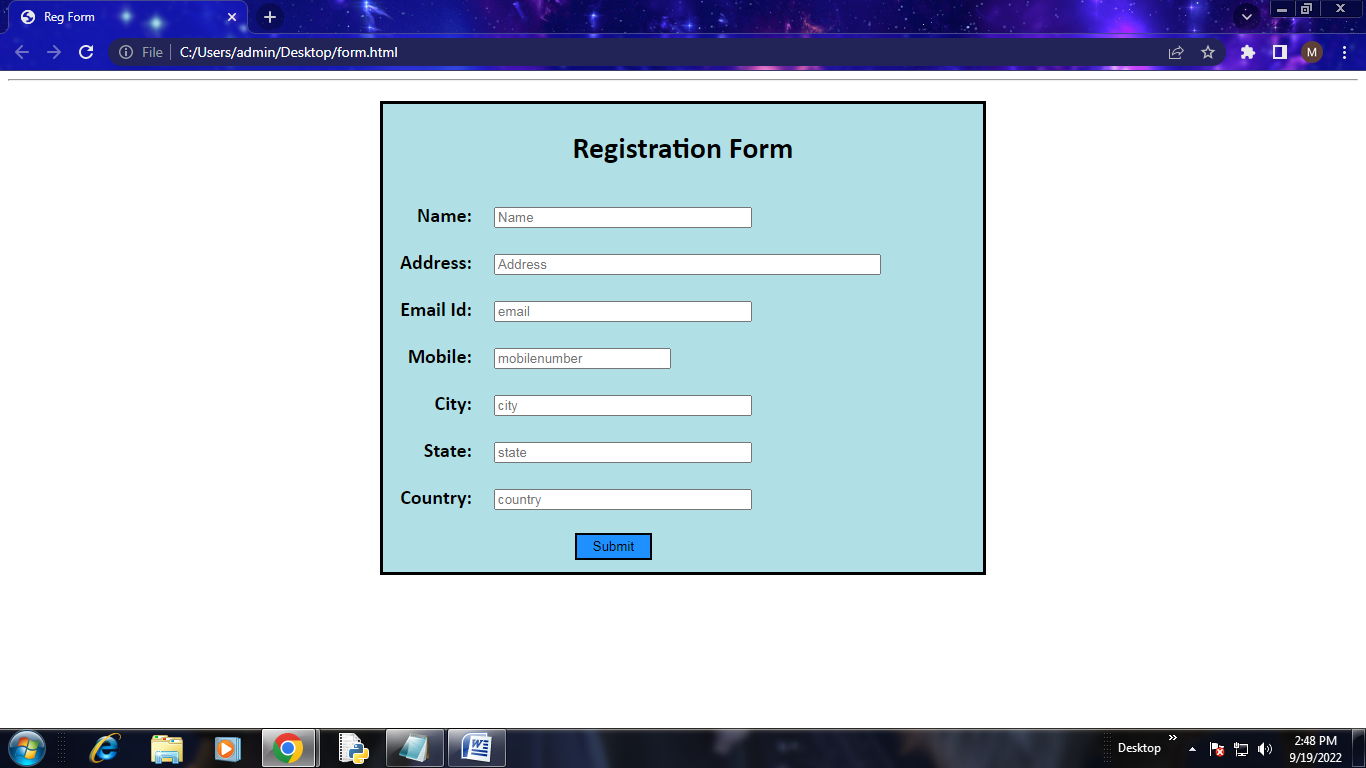 Reg Form
File C:/Users/admin/Desktop/form.html
M
Registration Form
Name: Name
Address: Address
Email Id: email
Mobile: mobilenumber
City: city
State: state
Country: country
Submit
Desktop
2:48 PM
9/19/2022